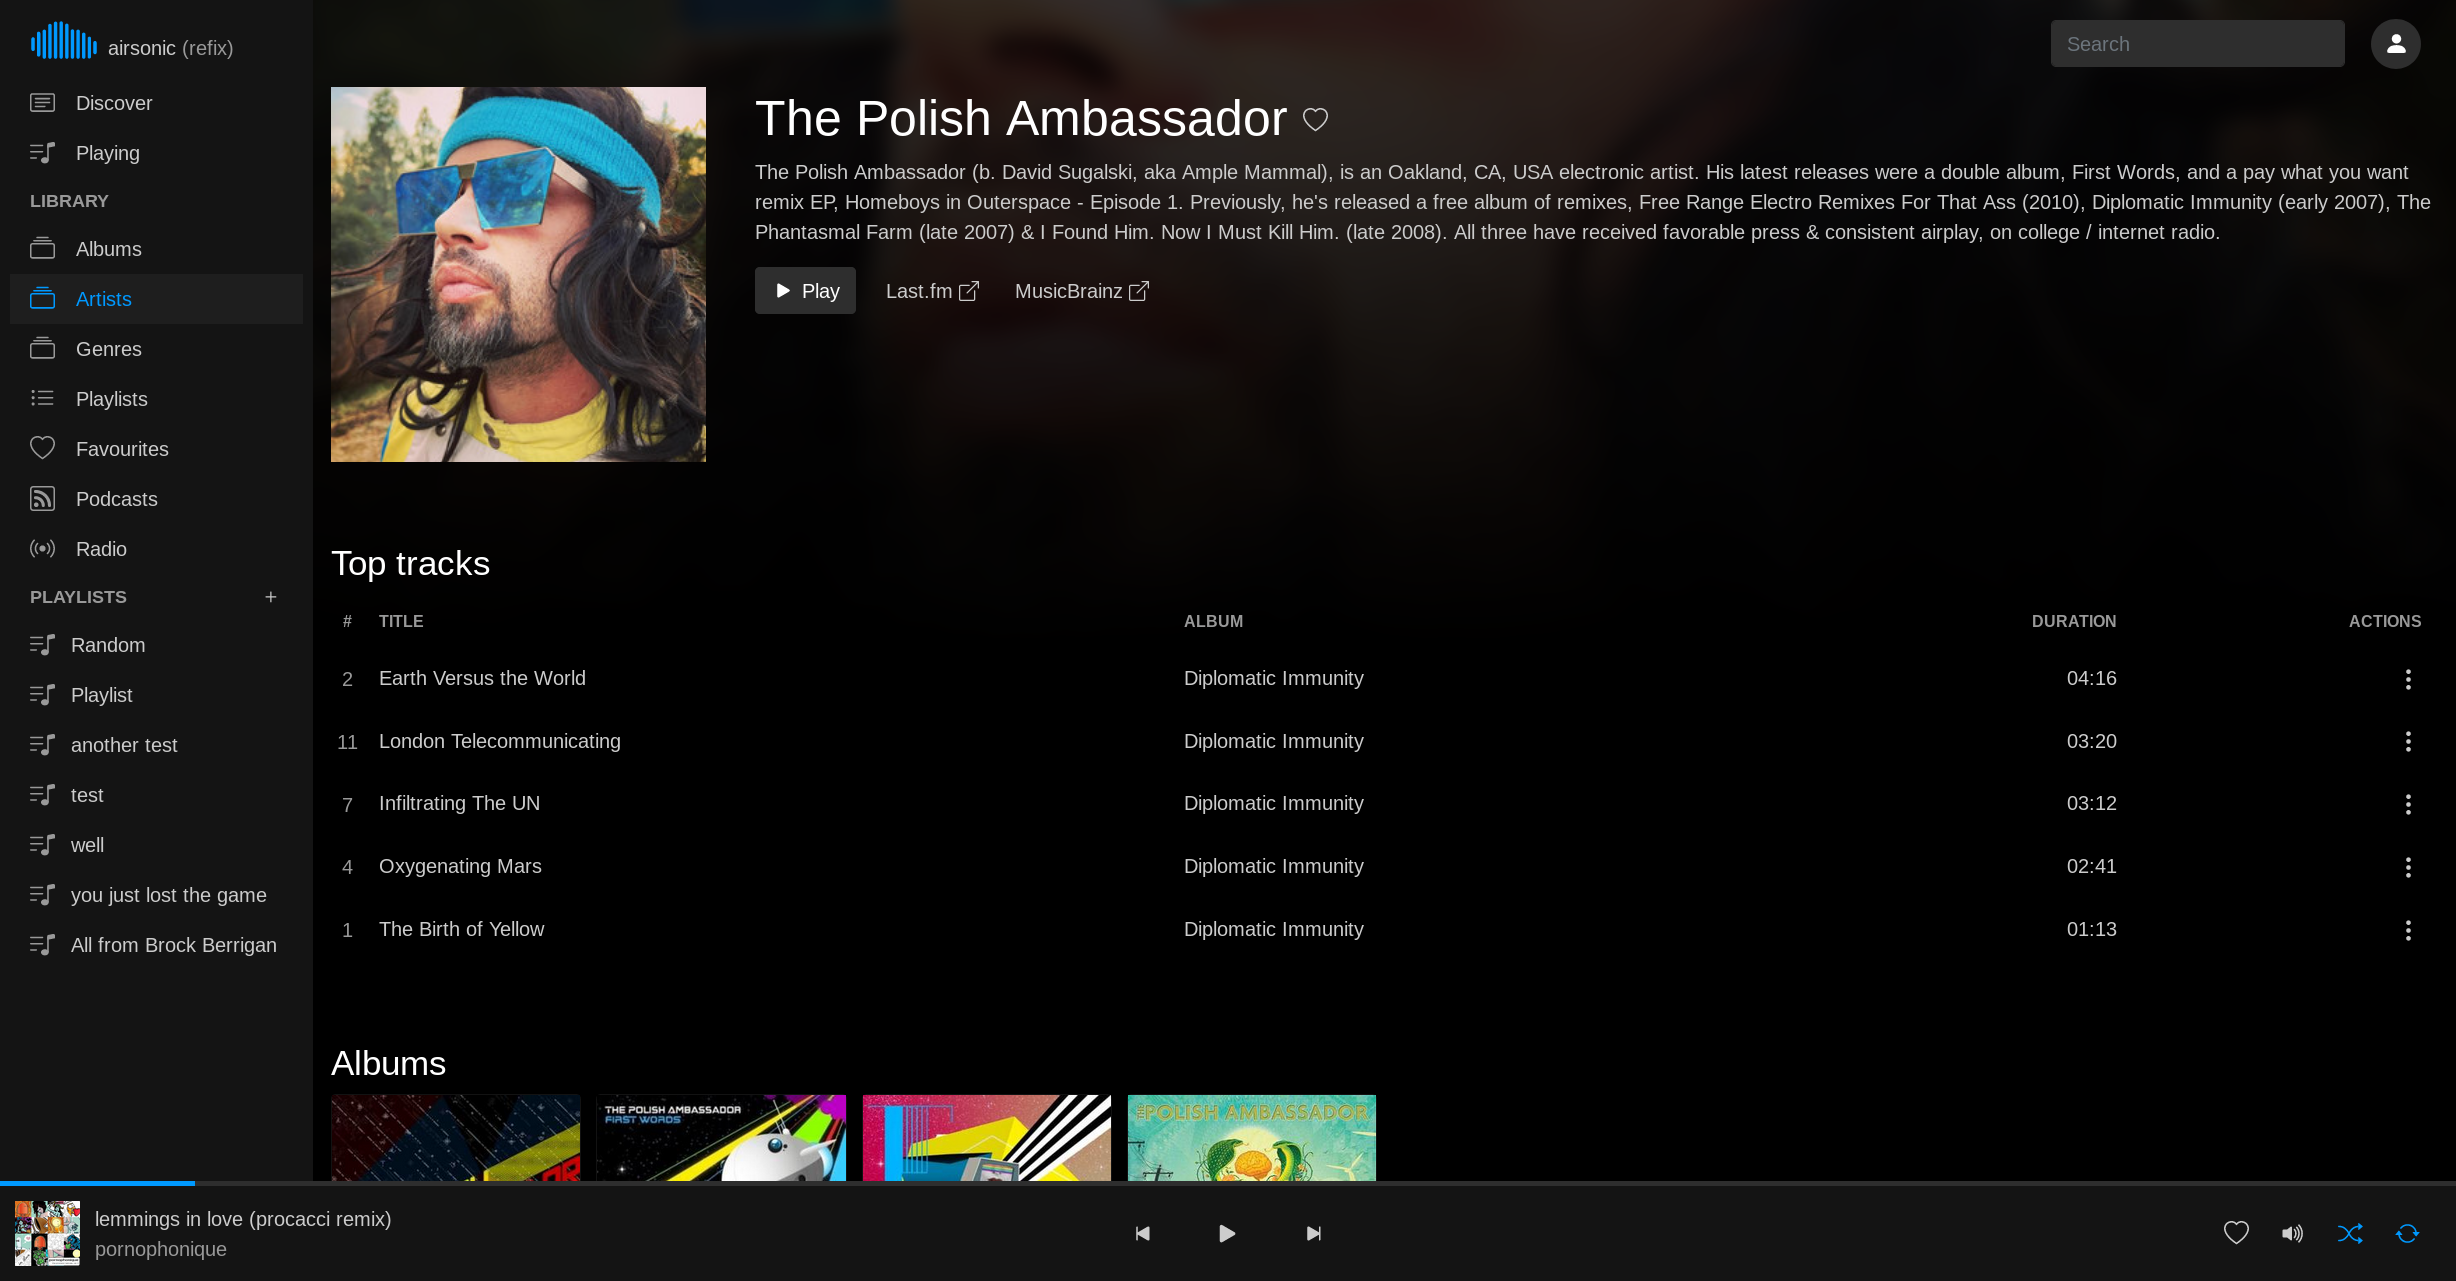 airsonic (refix)
Search
Discover
Playing
LIBRARY
Albums
Artists
Genres
Playlists
Favourites
Podcasts
Radio
PLAYLISTS +
Random
Playlist
another test
test
well
you just lost the game
All from Brock Berrigan
The Polish Ambassador
The Polish Ambassador (b. David Sugalski, aka Ample Mammal), is an Oakland, CA, USA electronic artist. His latest releases were a double album, First Words, and a pay what you want
remix EP, Homeboys in Outerspace - Episode 1. Previously, he's released a free album of remixes, Free Range Electro Remixes For That Ass (2010), Diplomatic Immunity (early 2007), The
Phantasmal Farm (late 2007) & I Found Him. Now I Must Kill Him. (late 2008). All three have received favorable press & consistent airplay, on college / internet radio.
Play Last.fm MusicBrainz
Top tracks
# TITLE ALBUM DURATION ACTIONS
2 Earth Versus the World Diplomatic Immunity 04:16
11 London Telecommunicating Diplomatic Immunity 03:20
7 Infiltrating The UN Diplomatic Immunity 03:12
4 Oxygenating Mars Diplomatic Immunity 02:41
1 The Birth of Yellow Diplomatic Immunity 01:13
Albums
THE POLISH AMBASSADOR
FIRST WORDS
THE POLISH AMBASSADOR
lemmings in love (procacci remix)
pornophonique